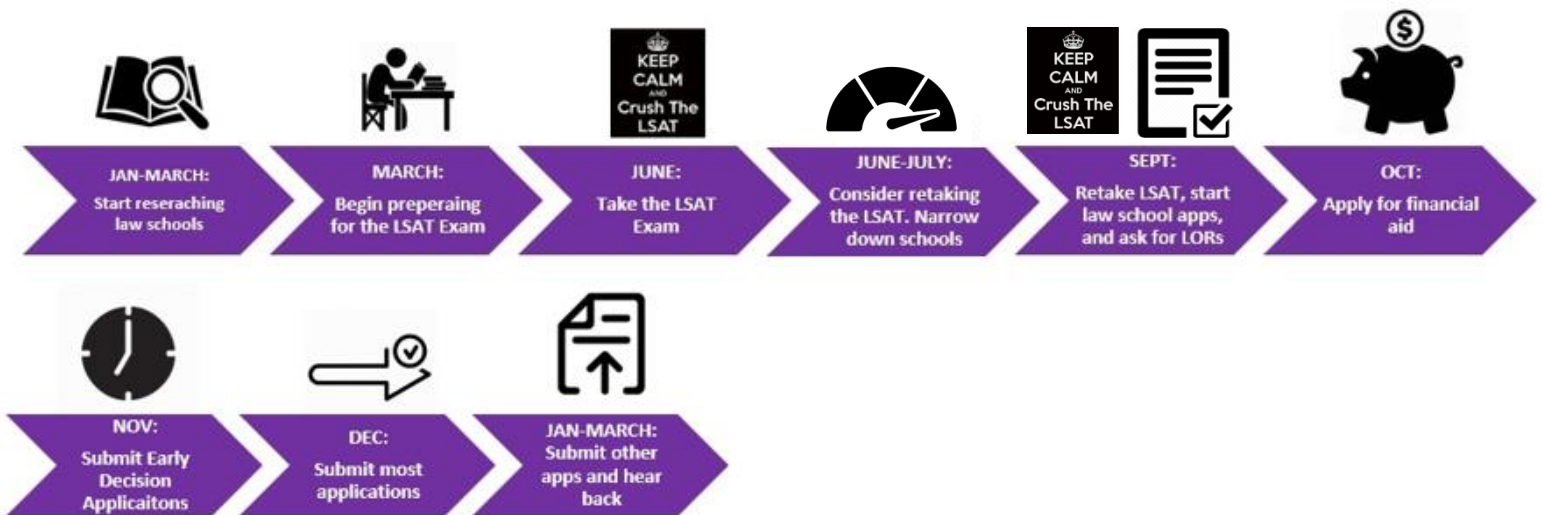 KEEP
CALM
AND
Crush The
LSAT
KEEP
CALM
AND
Crush The
LSAT
$
JAN-MARCH:
Start reseraching
law schools
MARCH:
Begin preperaing
for the LSAT Exam
JUNE:
Take the LSAT
Exam
JUNE-JULY:
Consider retaking
the LSAT. Narrow
down schools
SEPT:
Retake LSAT, start
law school apps,
and ask for LORs
OCT:
Apply for financial
aid
NOV:
Submit Early
Decision
Applicaitons
DEC:
Submit most
applications
JAN-MARCH:
Submit other
apps and hear
back